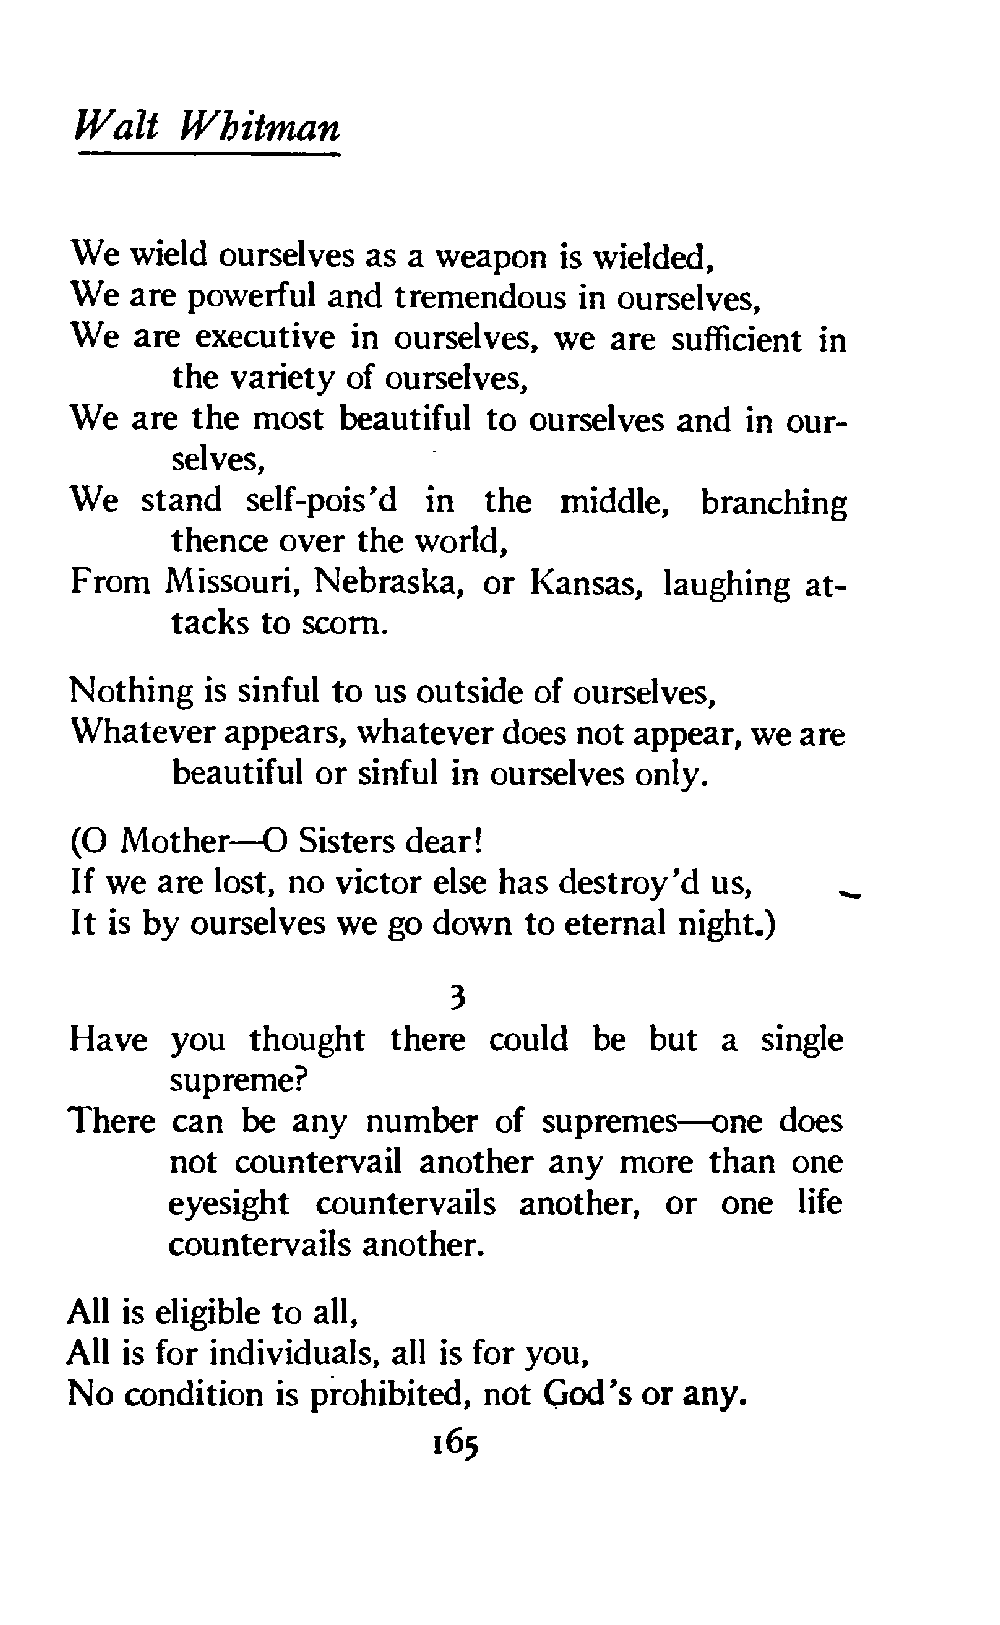 Walt Whitman
We wield ourselves as a weapon is wielded,
We are powerful and tremendous in ourselves,
We are executive in ourselves, we are sufficient in
the variety of ourselves,
We are the most beautiful to ourselves and in our-
selves,
We stand self-pois'd in the middle, branching
thence over the world,
From Missouri, Nebraska, or Kansas, laughing at-
tacks to scorn.
Nothing is sinful to us outside of ourselves,
Whatever appears, whatever does not appear, we are
beautiful or sinful in ourselves only.
(O Mother—O Sisters dear!
If we are lost, no victor else has destroy'd us,
It is by ourselves we go down to eternal night.)
3
Have you thought there could be but a single
supreme?
There can be any number of supremes—one does
not countervail another any more than one
eyesight countervails another, or one life
countervails another.
All is eligible to all,
All is for individuals, all is for you,
No condition is prohibited, not God's or any.
165